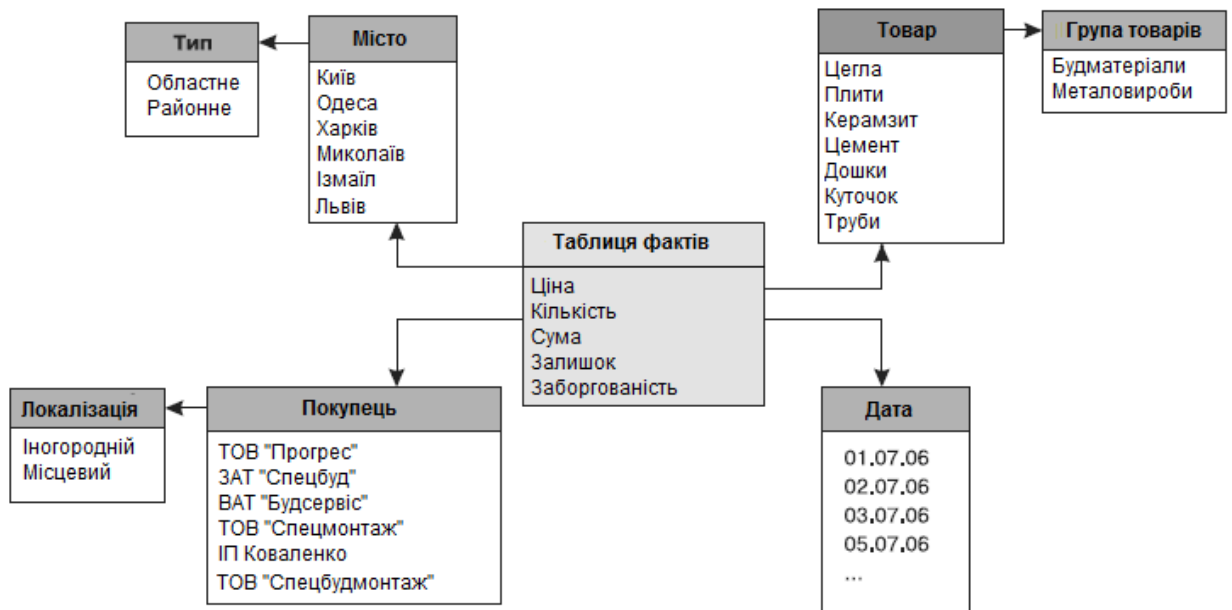 Тип
Областне
Районне
Місто
Київ
Одеса
Харків
Миколаїв
Ізмаїл
Львів
Товар
Цегла
Плити
Керамзит
Цемент
Дошки
Куточок
Труби
Група товарів
Будматеріали
Металовироби
Таблиця фактів
Ціна
Кількість
Сума
Залишок
Заборгованість
Локалізація
Іногородній
Місцевий
Покупець
ТОВ "Прогрес"
ЗАТ "Спецбуд"
ВАТ "Будсервіс"
ТОВ "Спецмонтаж"
ІП Коваленко
ТОВ "Спецбудмонтаж"
Дата
01.07.06
02.07.06
03.07.06
05.07.06
...